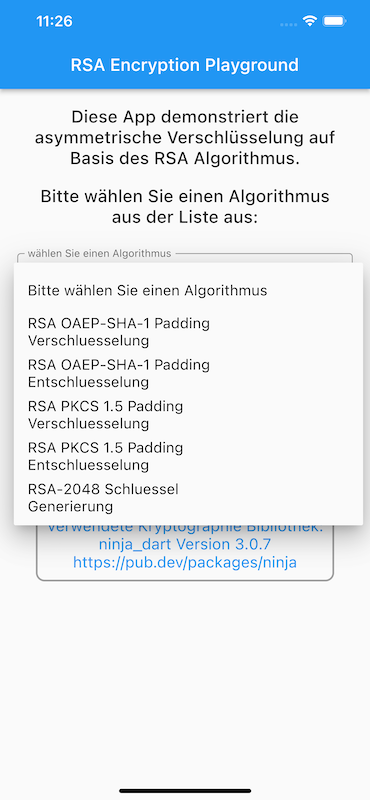 11:26
RSA Encryption Playground
Diese App demonstriert die
asymmetrische Verschlüsselung auf
Basis des RSA Algorithmus.
Bitte wählen Sie einen Algorithmus
aus der Liste aus:
wählen Sie einen Algorithmus
Bitte wählen Sie einen Algorithmus
RSA OAEP-SHA-1 Padding
Verschluesselung
RSA OAEP-SHA-1 Padding
Entschluesselung
RSA PKCS 1.5 Padding
Verschluesselung
RSA PKCS 1.5 Padding
Entschluesselung
RSA-2048 Schluessel
Generierung
verwendete Kryptographie Bibliothek:
ninja_dart Version 3.0.7
https://pub.dev/packages/ninja